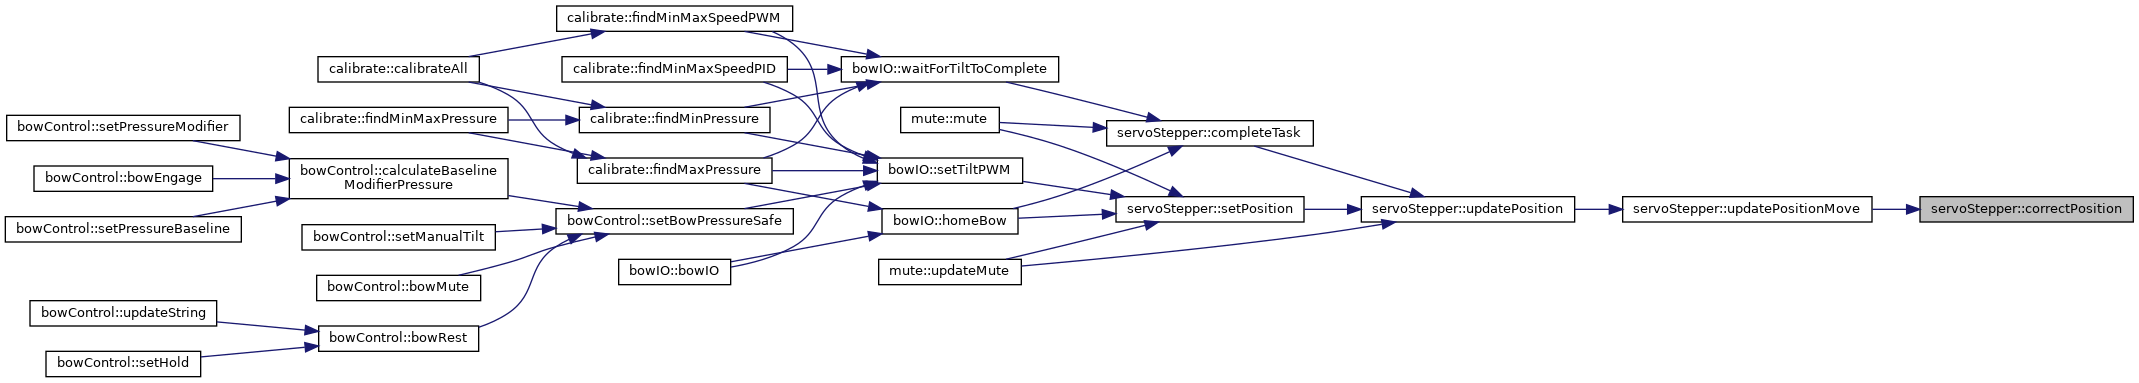 calibrate::findMinMaxSpeedPWM
calibrate::calibrateAll
calibrate::findMinMaxSpeedPID
bowIO::waitForTiltToComplete
calibrate::findMinMaxPressure
calibrate::findMinPressure
mute::mute
bowControl::setPressureModifier
servoStepper::completeTask
bowControl::bowEngage
bowControl::calculateBaseline
ModifierPressure
calibrate::findMaxPressure
bowIO::setTiltPWM
bowControl::setPressureBaseline
bowControl::setManualTilt
bowControl::setBowPressureSafe
bowIO::homeBow
servoStepper::setPosition
servoStepper::updatePosition
servoStepper::updatePositionMove
servoStepper::correctPosition
bowControl::bowMute
bowIO::bowIO
mute::updateMute
bowControl::updateString
bowControl::bowRest
bowControl::setHold